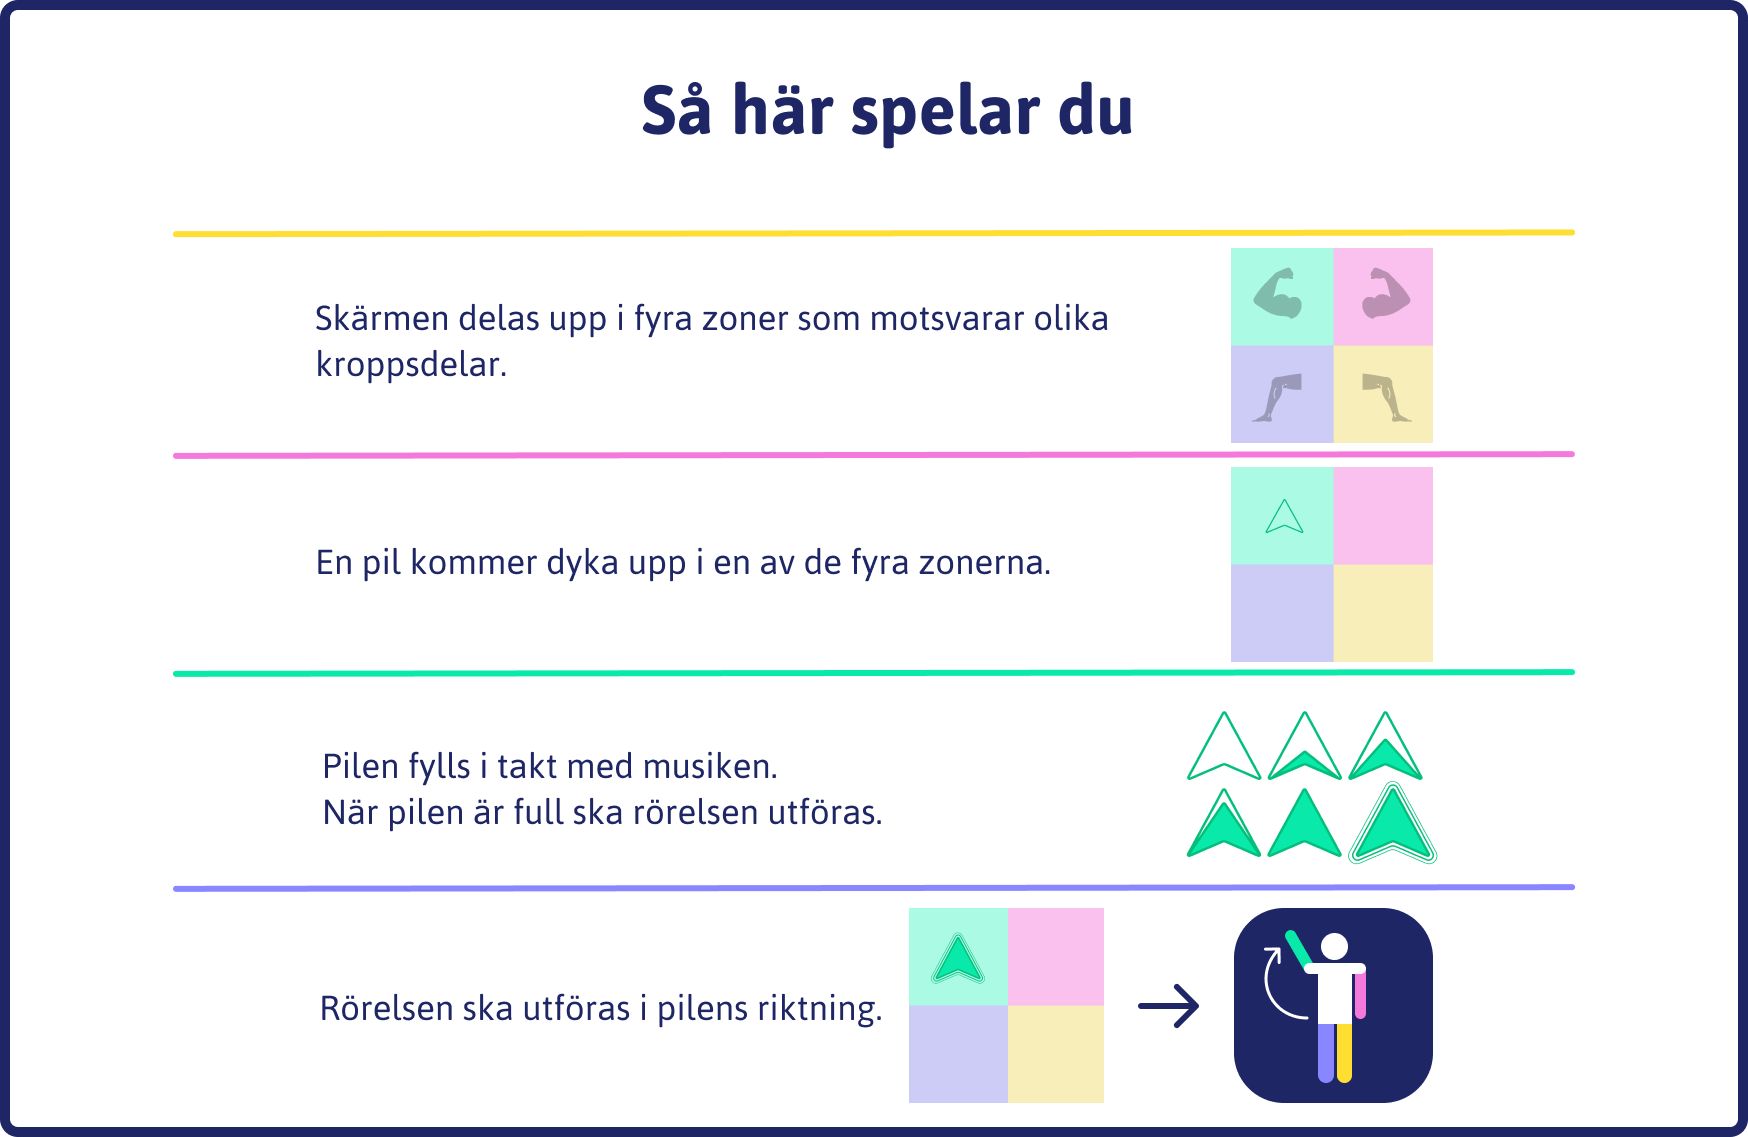 Så här spelar du
Skärmen delas upp i fyra zoner som motsvarar olika
kroppsdelar.
En pil kommer dyka upp i en av de fyra zonerna.
Pilen fylls i takt med musiken.
När pilen är full ska rörelsen utföras.
Rörelsen ska utföras i pilens riktning.